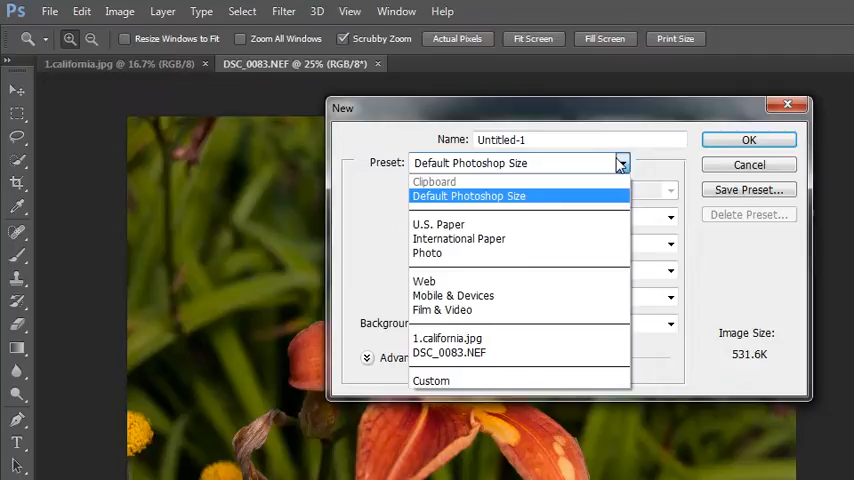 File Edit Image Layer Type Select Filter 3D View Window Help
Resize Windows to Fit Zoom All Windows Scrubby Zoom Actual Pixels Fit Screen Fill Screen Print Size
1.california.jpg @ 16.7% (RGB/8) × DSC_0083.NEF @ 25% (RGB/8*) ×
New
Name: Untitled-1 OK
Preset: Default Photoshop Size Cancel
Clipboard Save Preset...
Default Photoshop Size
Delete Preset...
U.S. Paper
International Paper
Photo
Web
Mobile & Devices
Film & Video
Backgroun
Image Size:
1.california.jpg
DSC_0083.NEF 531.6K
Advan
Custom